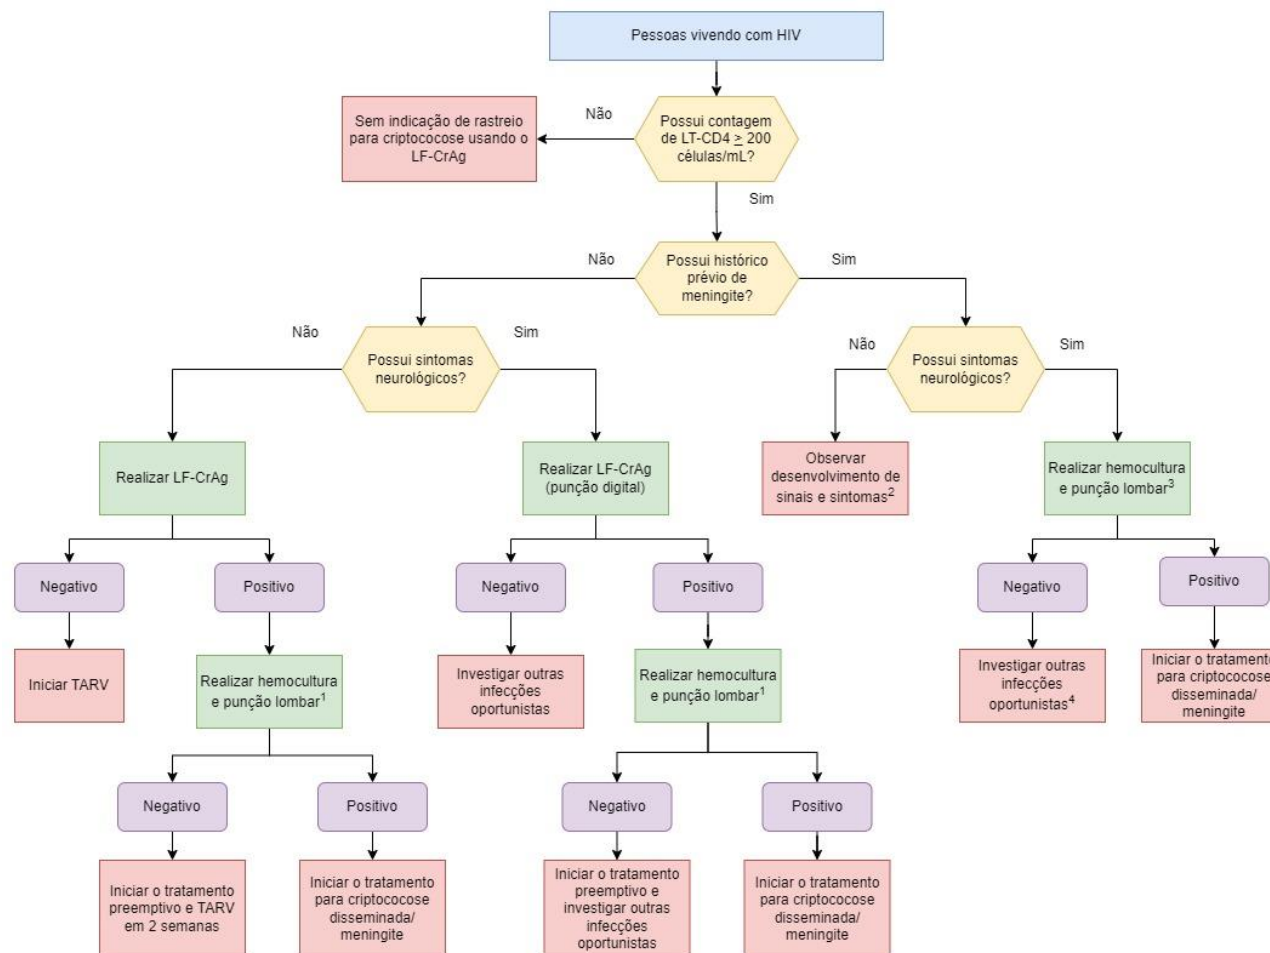 Pessoas vivendo com HIV
Não
Sem indicação de rastreio
para criptococose usando o
LF-CrAg
Possui contagem
de LT-CD4 ≥ 200
células/mL?
Sim
Não
Possui histórico
prévio de
meningite?
Sim
Não
Possui sintomas
neurológicos?
Sim
Não
Possui sintomas
neurológicos?
Sim
Realizar LF-CrAg
Realizar LF-CrAg
(punção digital)
Observar
desenvolvimento de
sinais e sintomas²
Realizar hemocultura
e punção lombar³
Negativo
Positivo
Negativo
Positivo
Negativo
Positivo
Iniciar TARV
Realizar hemocultura
e punção lombar¹
Investigar outras
infecções
oportunistas
Realizar hemocultura
e punção lombar¹
Investigar outras
infecções
oportunistas⁴
Iniciar o tratamento
para criptococose
disseminada/
meningite
Negativo
Positivo
Negativo
Positivo
Iniciar o tratamento
preemptivo e TARV
em 2 semanas
Iniciar o tratamento
para criptococose
disseminada/
meningite
Iniciar o tratamento
preemptivo e
investigar outras
infecções
oportunistas
Iniciar o tratamento
para criptococose
disseminada/
meningite